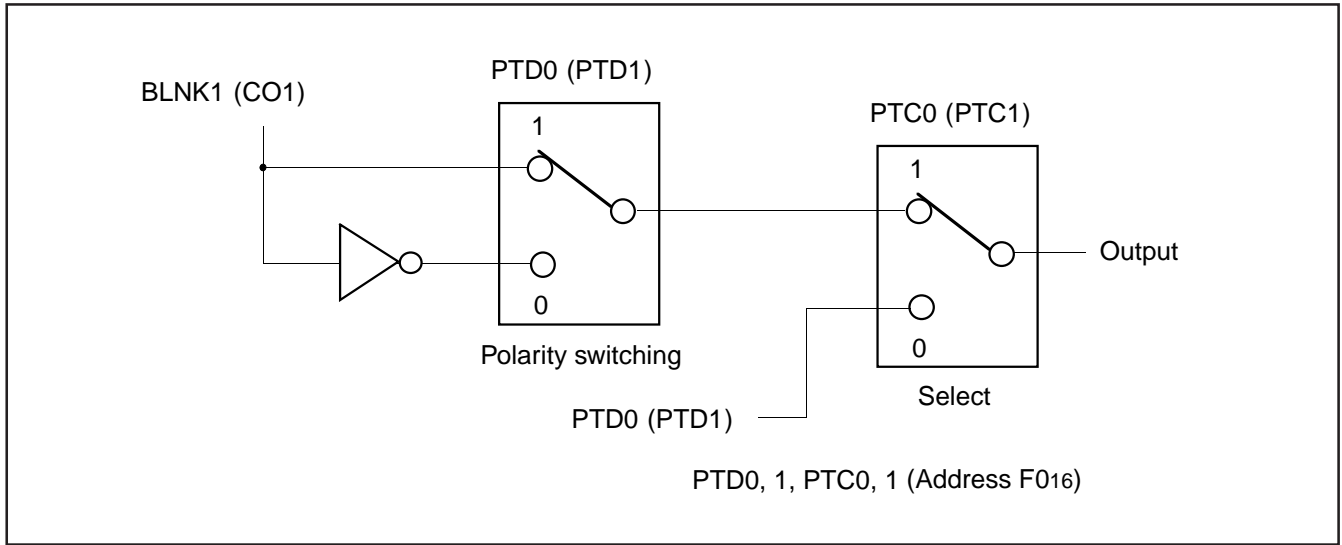 BLNK1 (CO1)
PTD0 (PTD1)
1
0
Polarity switching
PTC0 (PTC1)
1
0
Select
Output
PTD0 (PTD1)
PTD0, 1, PTC0, 1 (Address F016)